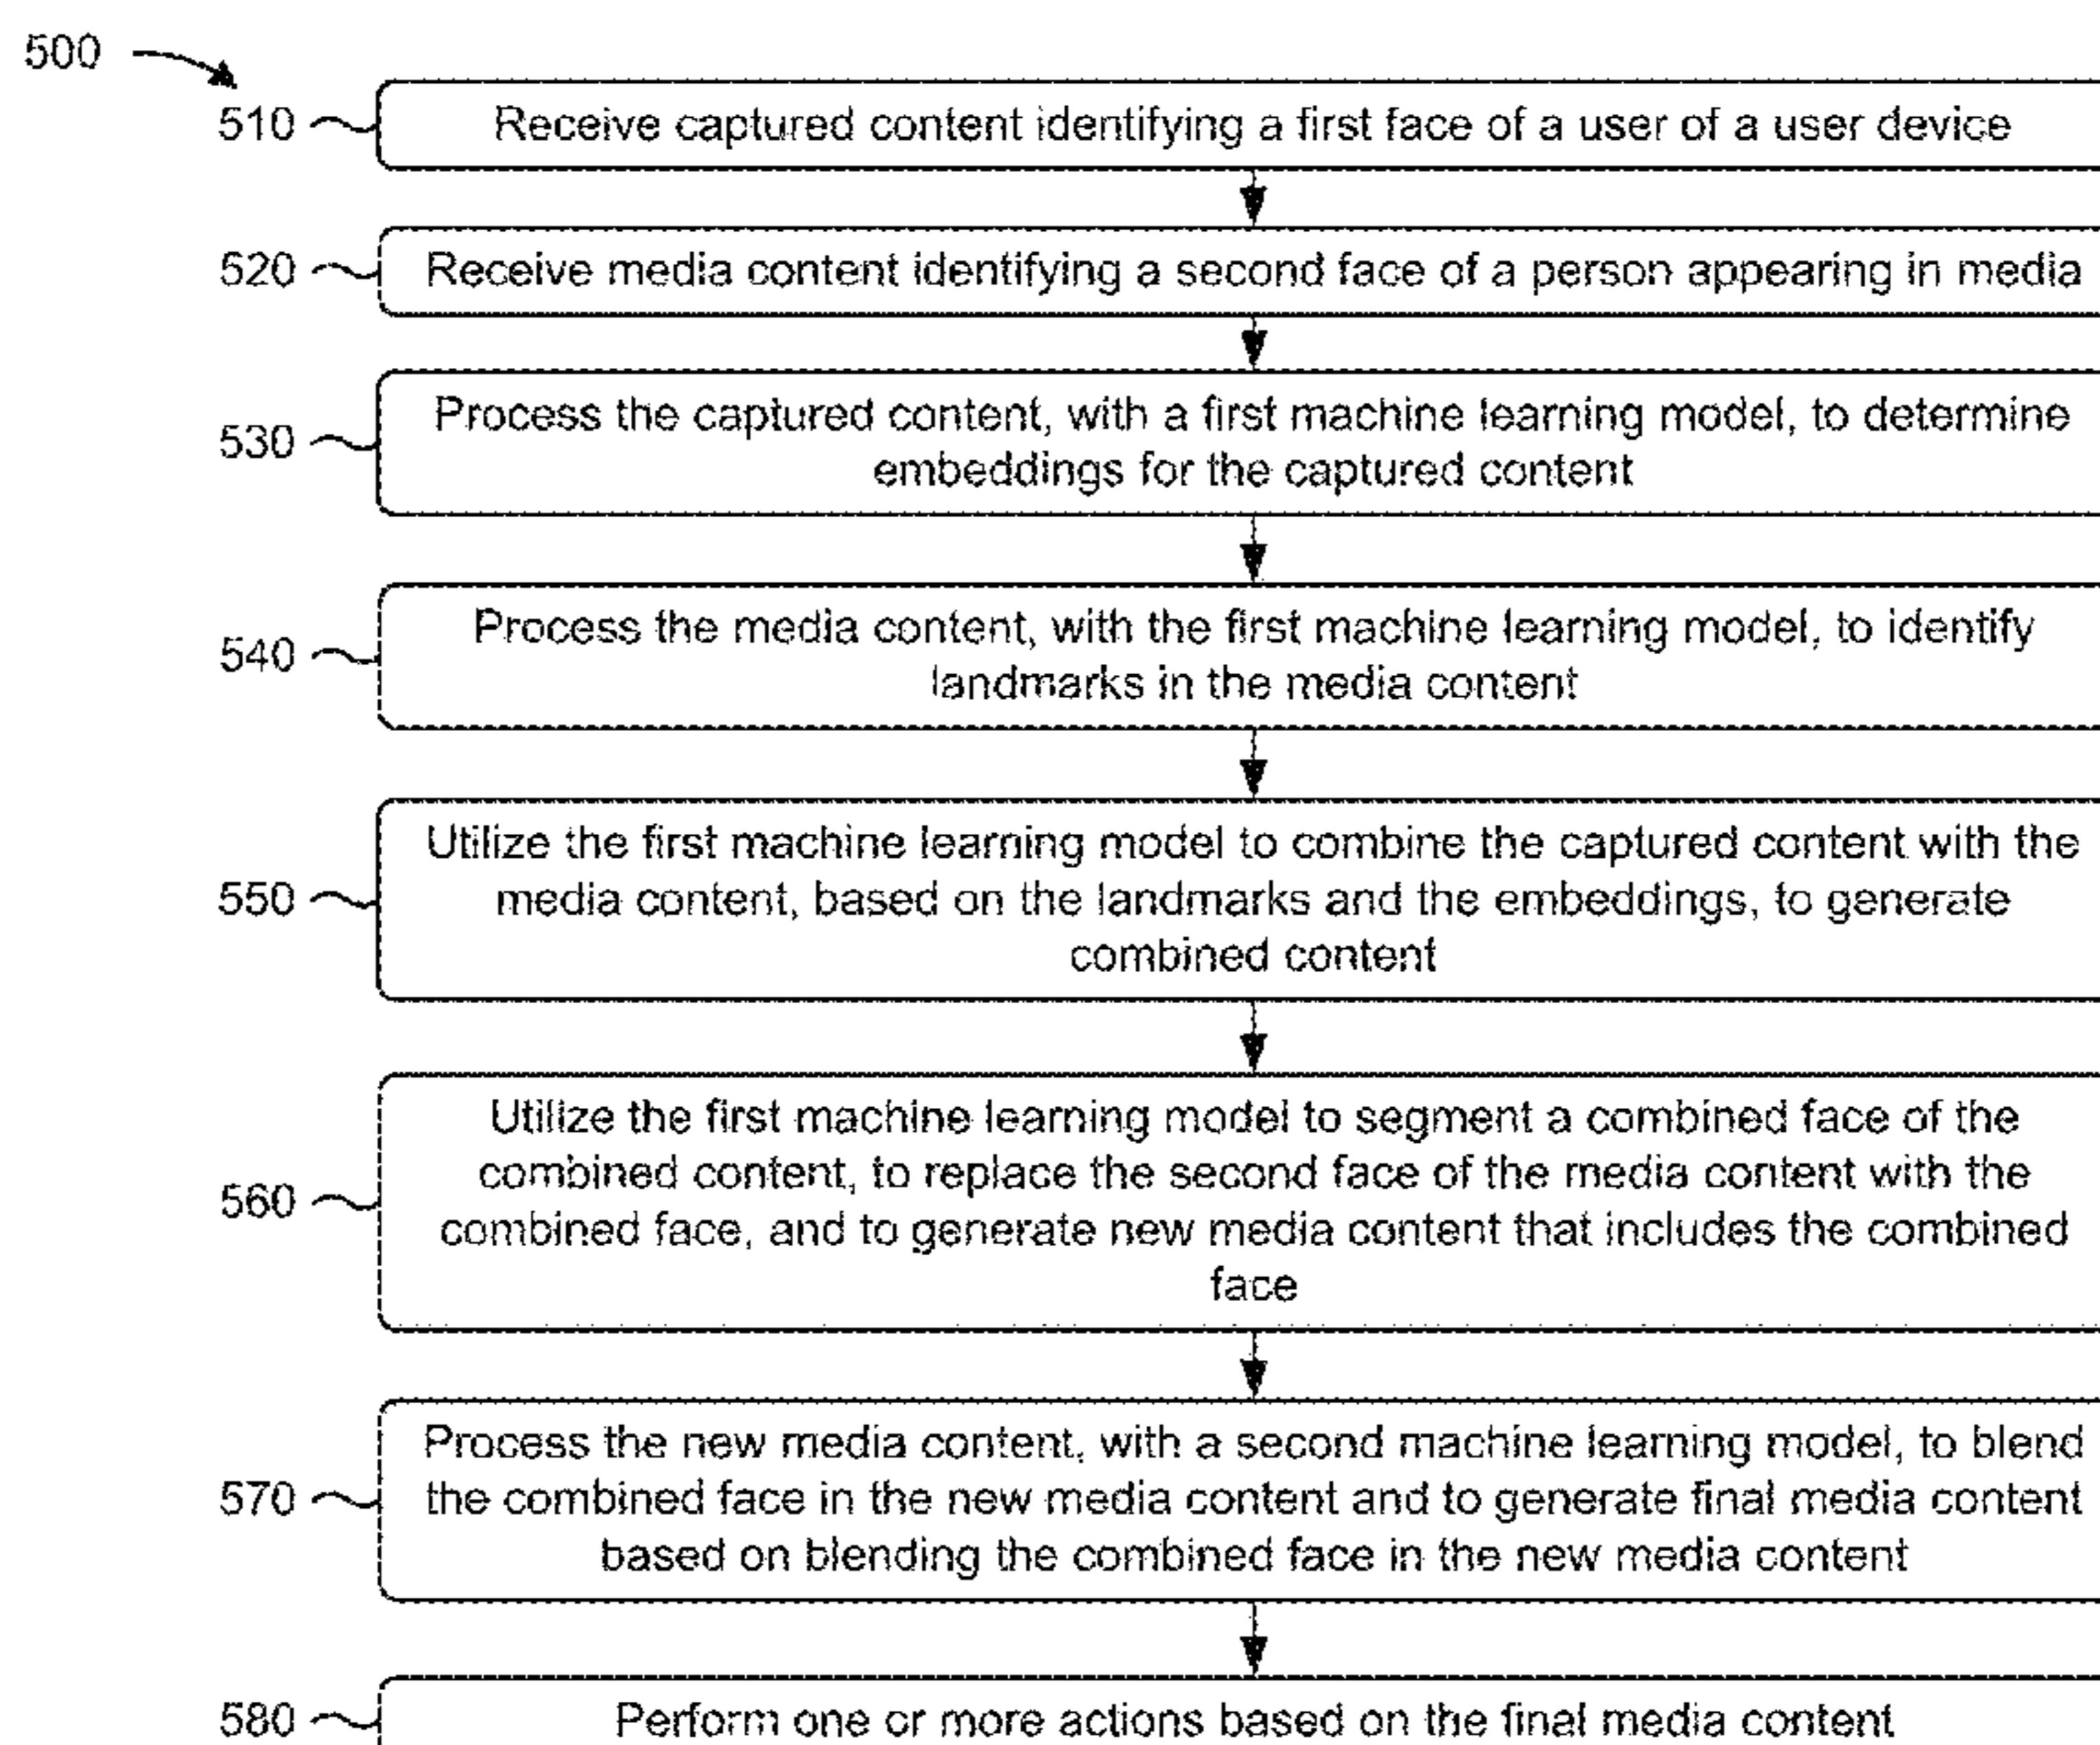 500
510 Receive captured content identifying a first face of a user of a user device
520 Receive media content identifying a second face of a person appearing in media
530 Process the captured content, with a first machine learning model, to determine
embeddings for the captured content
540 Process the media content, with the first machine learning model, to identify
landmarks in the media content
550 Utilize the first machine learning model to combine the captured content with the
media content, based on the landmarks and the embeddings, to generate
combined content
560 Utilize the first machine learning model to segment a combined face of the
combined content, to replace the second face of the media content with the
combined face, and to generate new media content that includes the combined
face
570 Process the new media content, with a second machine learning model, to blend
the combined face in the new media content and to generate final media content
based on blending the combined face in the new media content
580 Perform one or more actions based on the final media content